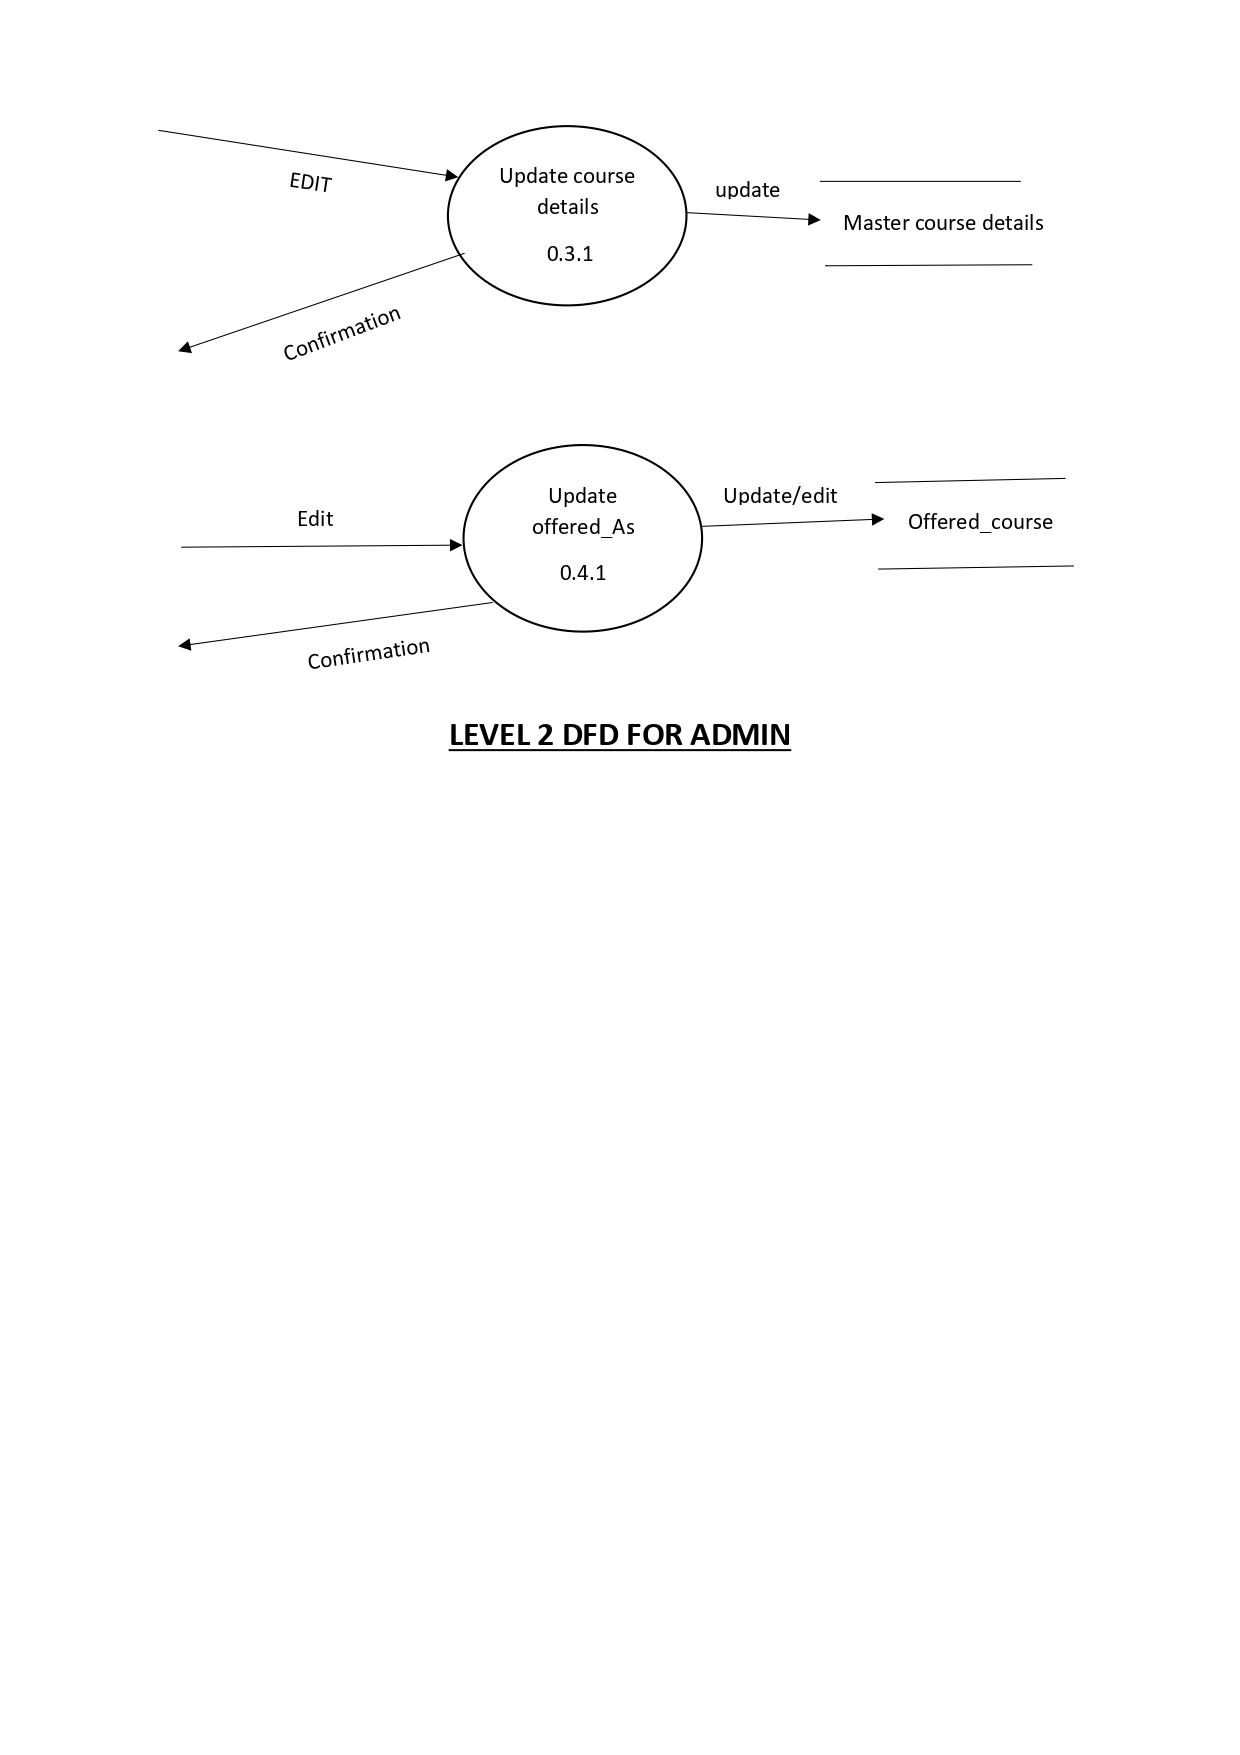 EDIT
Update course
details
0.3.1
update
Master course details
Confirmation
Edit
Update
offered_As
0.4.1
Update/edit
Offered_course
Confirmation
LEVEL 2 DFD FOR ADMIN